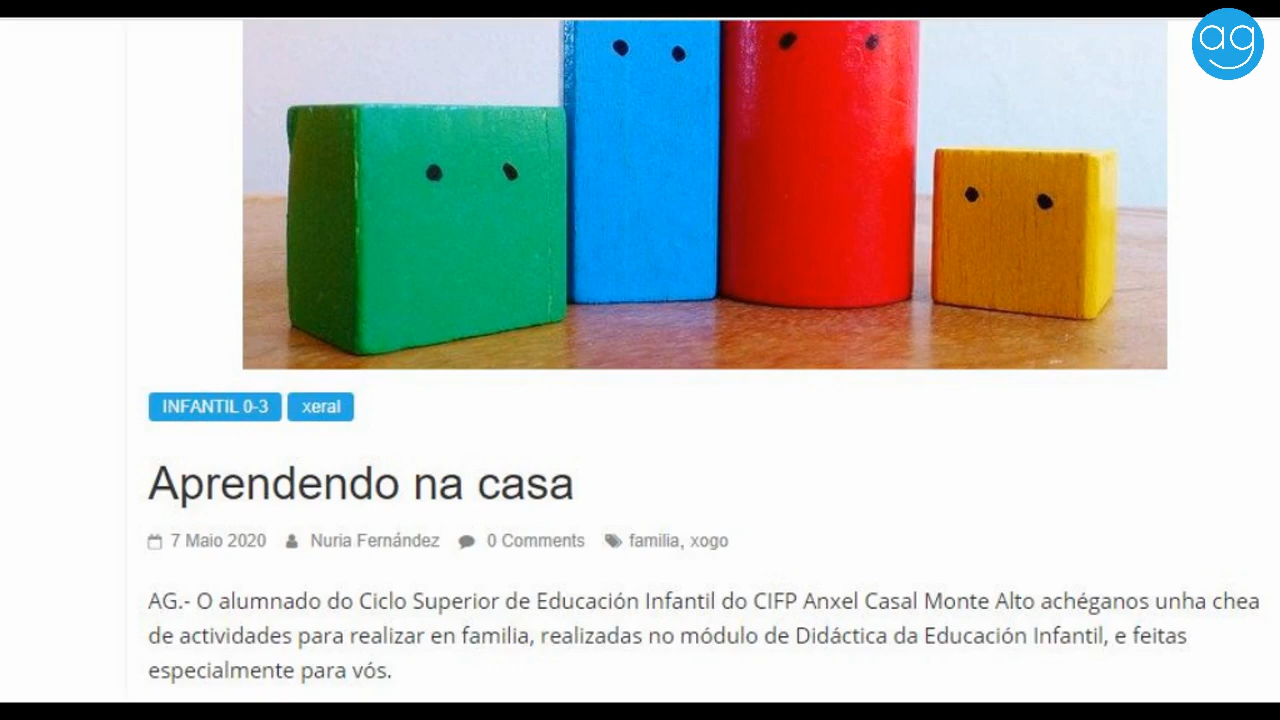 ag
INFANTIL 0-3 xeral
Aprendendo na casa
7 Maio 2020 Nuria Fernández 0 Comments familia, xogo
AG.- O alumnado do Ciclo Superior de Educación Infantil do CIFP Anxel Casal Monte Alto achéganos unha chea
de actividades para realizar en familia, realizadas no módulo de Didáctica da Educación Infantil, e feitas
especialmente para vós.